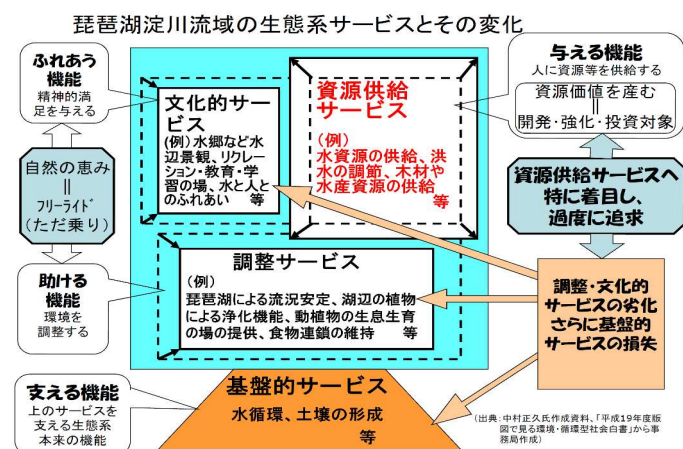 琵琶湖淀川流域の生態系サービスとその変化
ふれあう
機能
精神的満
足を与える
自然の恵み
＝
ﾌﾘｰﾗｲﾄﾞ
(ただ乗り)
助ける
機能
環境を
調整する
支える機能
上のサービスを
支える生態系
本来の機能
文化的サー
ビス
(例)水郷など水
辺景観、リクレー
ション・教育・学
習の場、水と人と
のふれあい 等
資源供給
サービス
(例)
水資源の供給、洪
水の調節、木材や
水産資源の供給
等
調整サービス
(例)
琵琶湖による流況安定、湖辺の植物
による浄化機能、動植物の生息生育
の場の提供、食物連鎖の維持 等
基盤的サービス
水循環、土壌の形成
等
与える機能
人に資源等を供給する
資源価値を産む
＝
開発・強化・投資対象
資源供給サービスへ
特に着目し、
過度に追求
調整・文化的
サービスの劣化
さらに基盤的
サービスの損失
(出典：中村正久氏作成資料、「平成19年度版
図で見る環境・循環型社会白書」から事
務局作成)